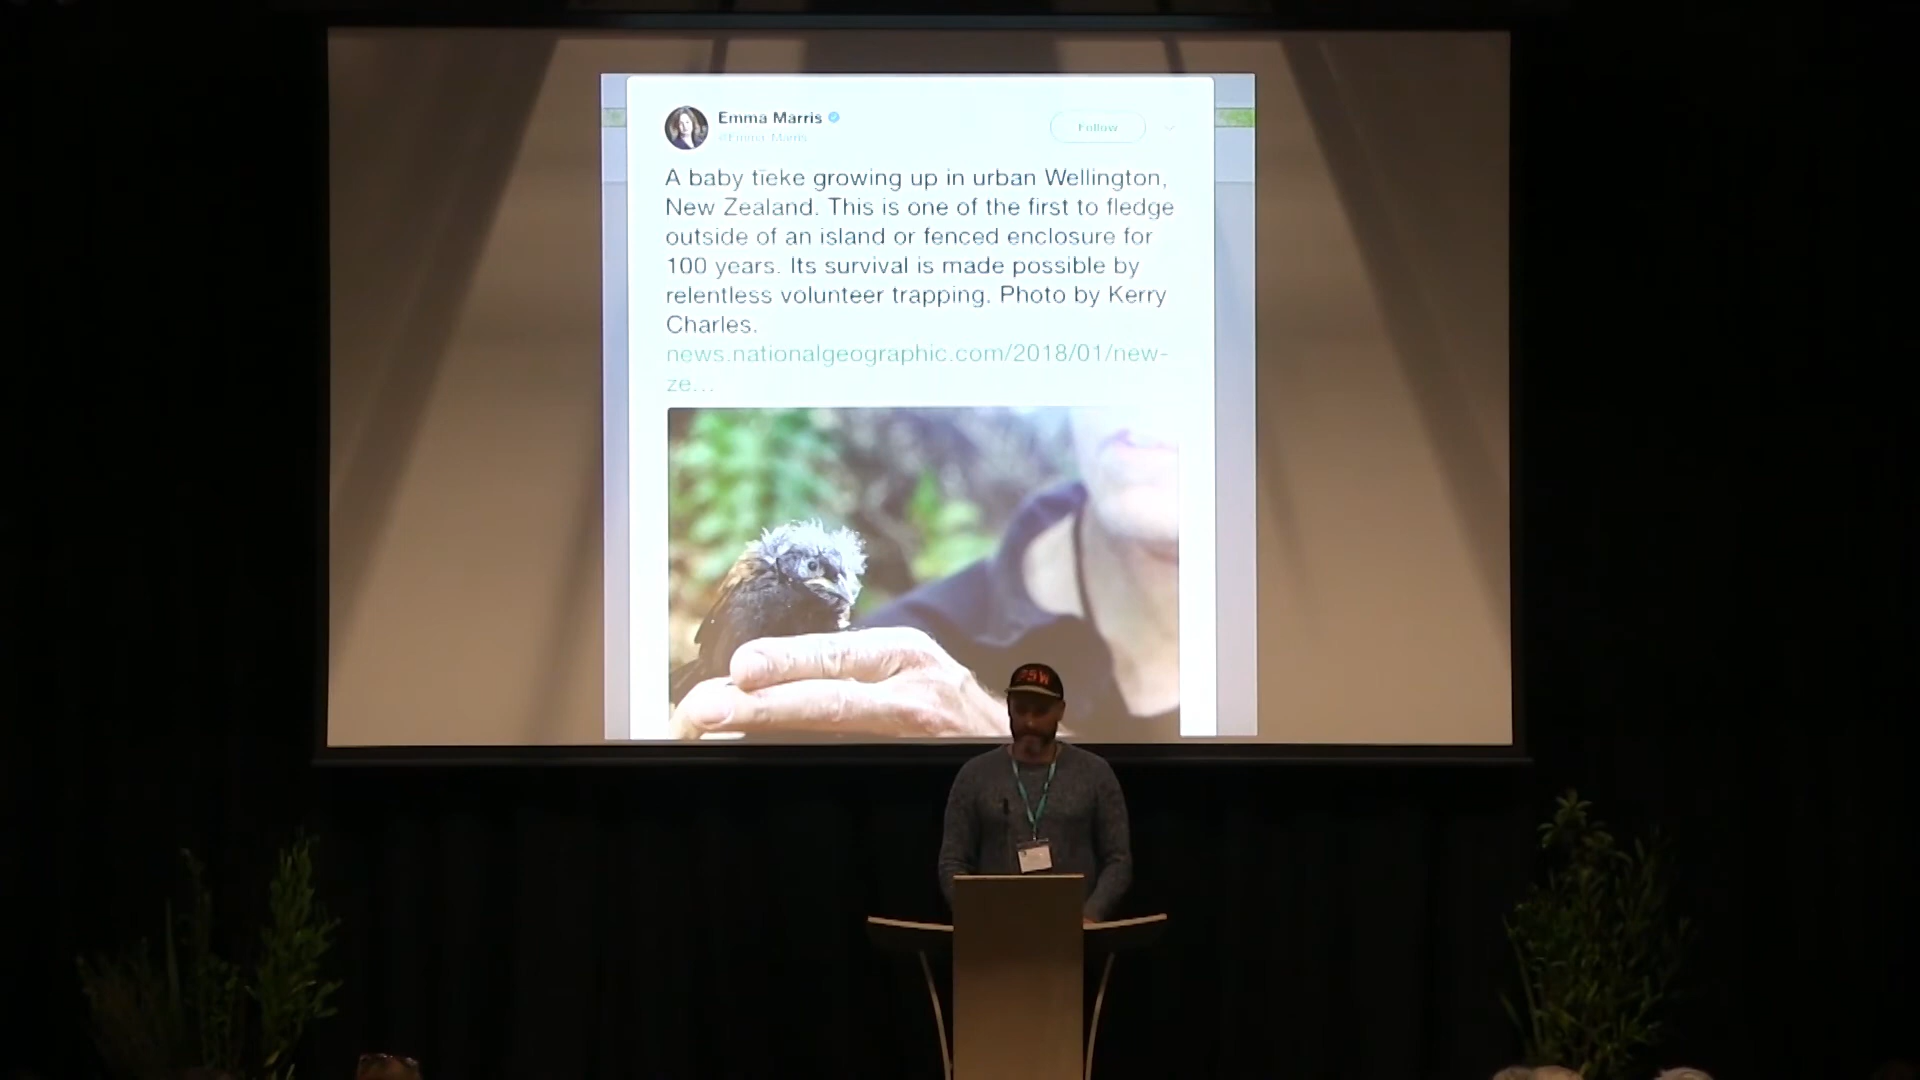 Emma Marris
@Emma_Marris
Follow
A baby tīeke growing up in urban Wellington,
New Zealand. This is one of the first to fledge
outside of an island or fenced enclosure for
100 years. Its survival is made possible by
relentless volunteer trapping. Photo by Kerry
Charles.
news.nationalgeographic.com/2018/01/new-
ze...